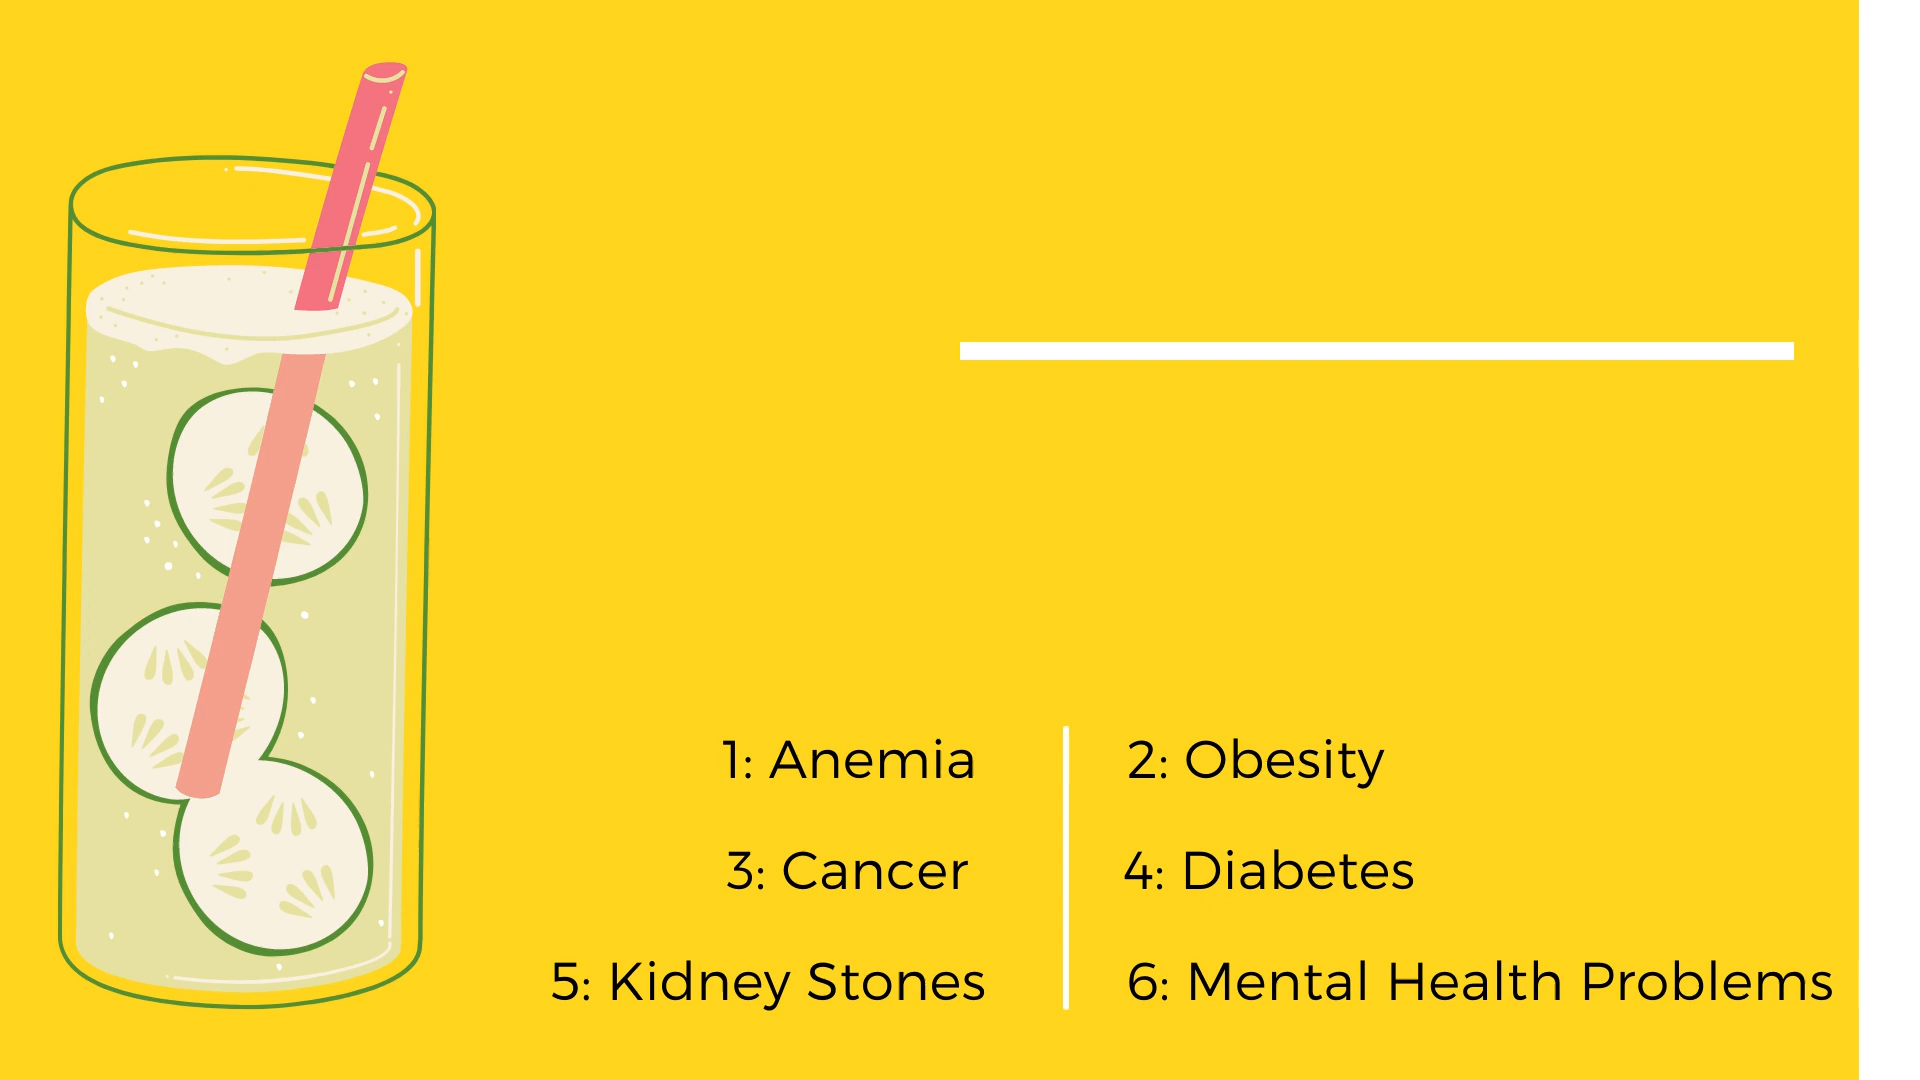 1: Anemia
2: Obesity
3: Cancer
4: Diabetes
5: Kidney Stones
6: Mental Health Problems